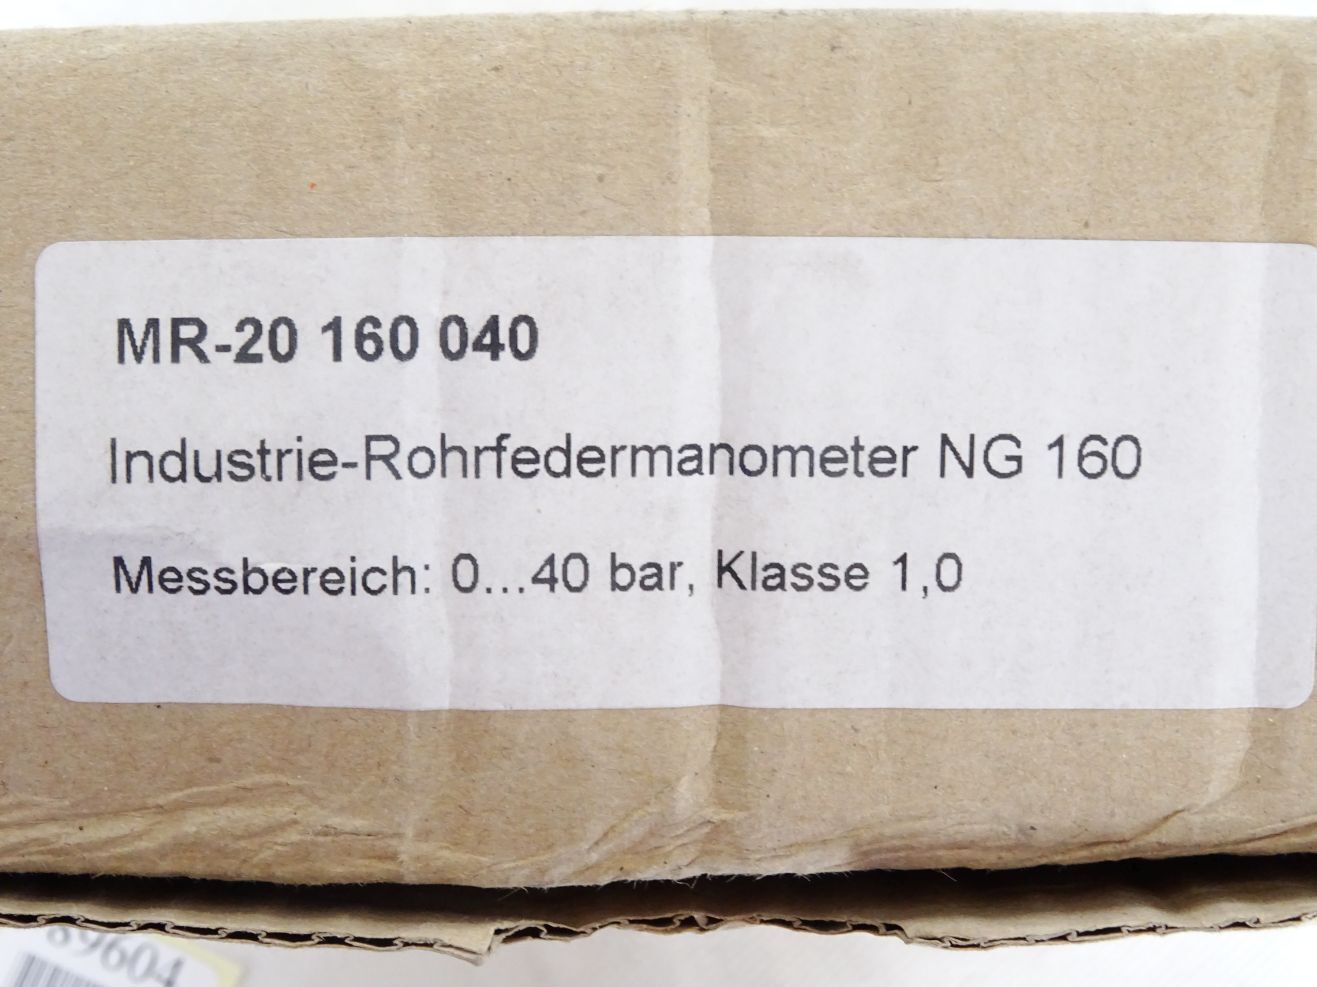 MR-20 160 040
Industrie-Rohrfedermanometer NG 160
Messbereich: 0...40 bar, Klasse 1,0
89604